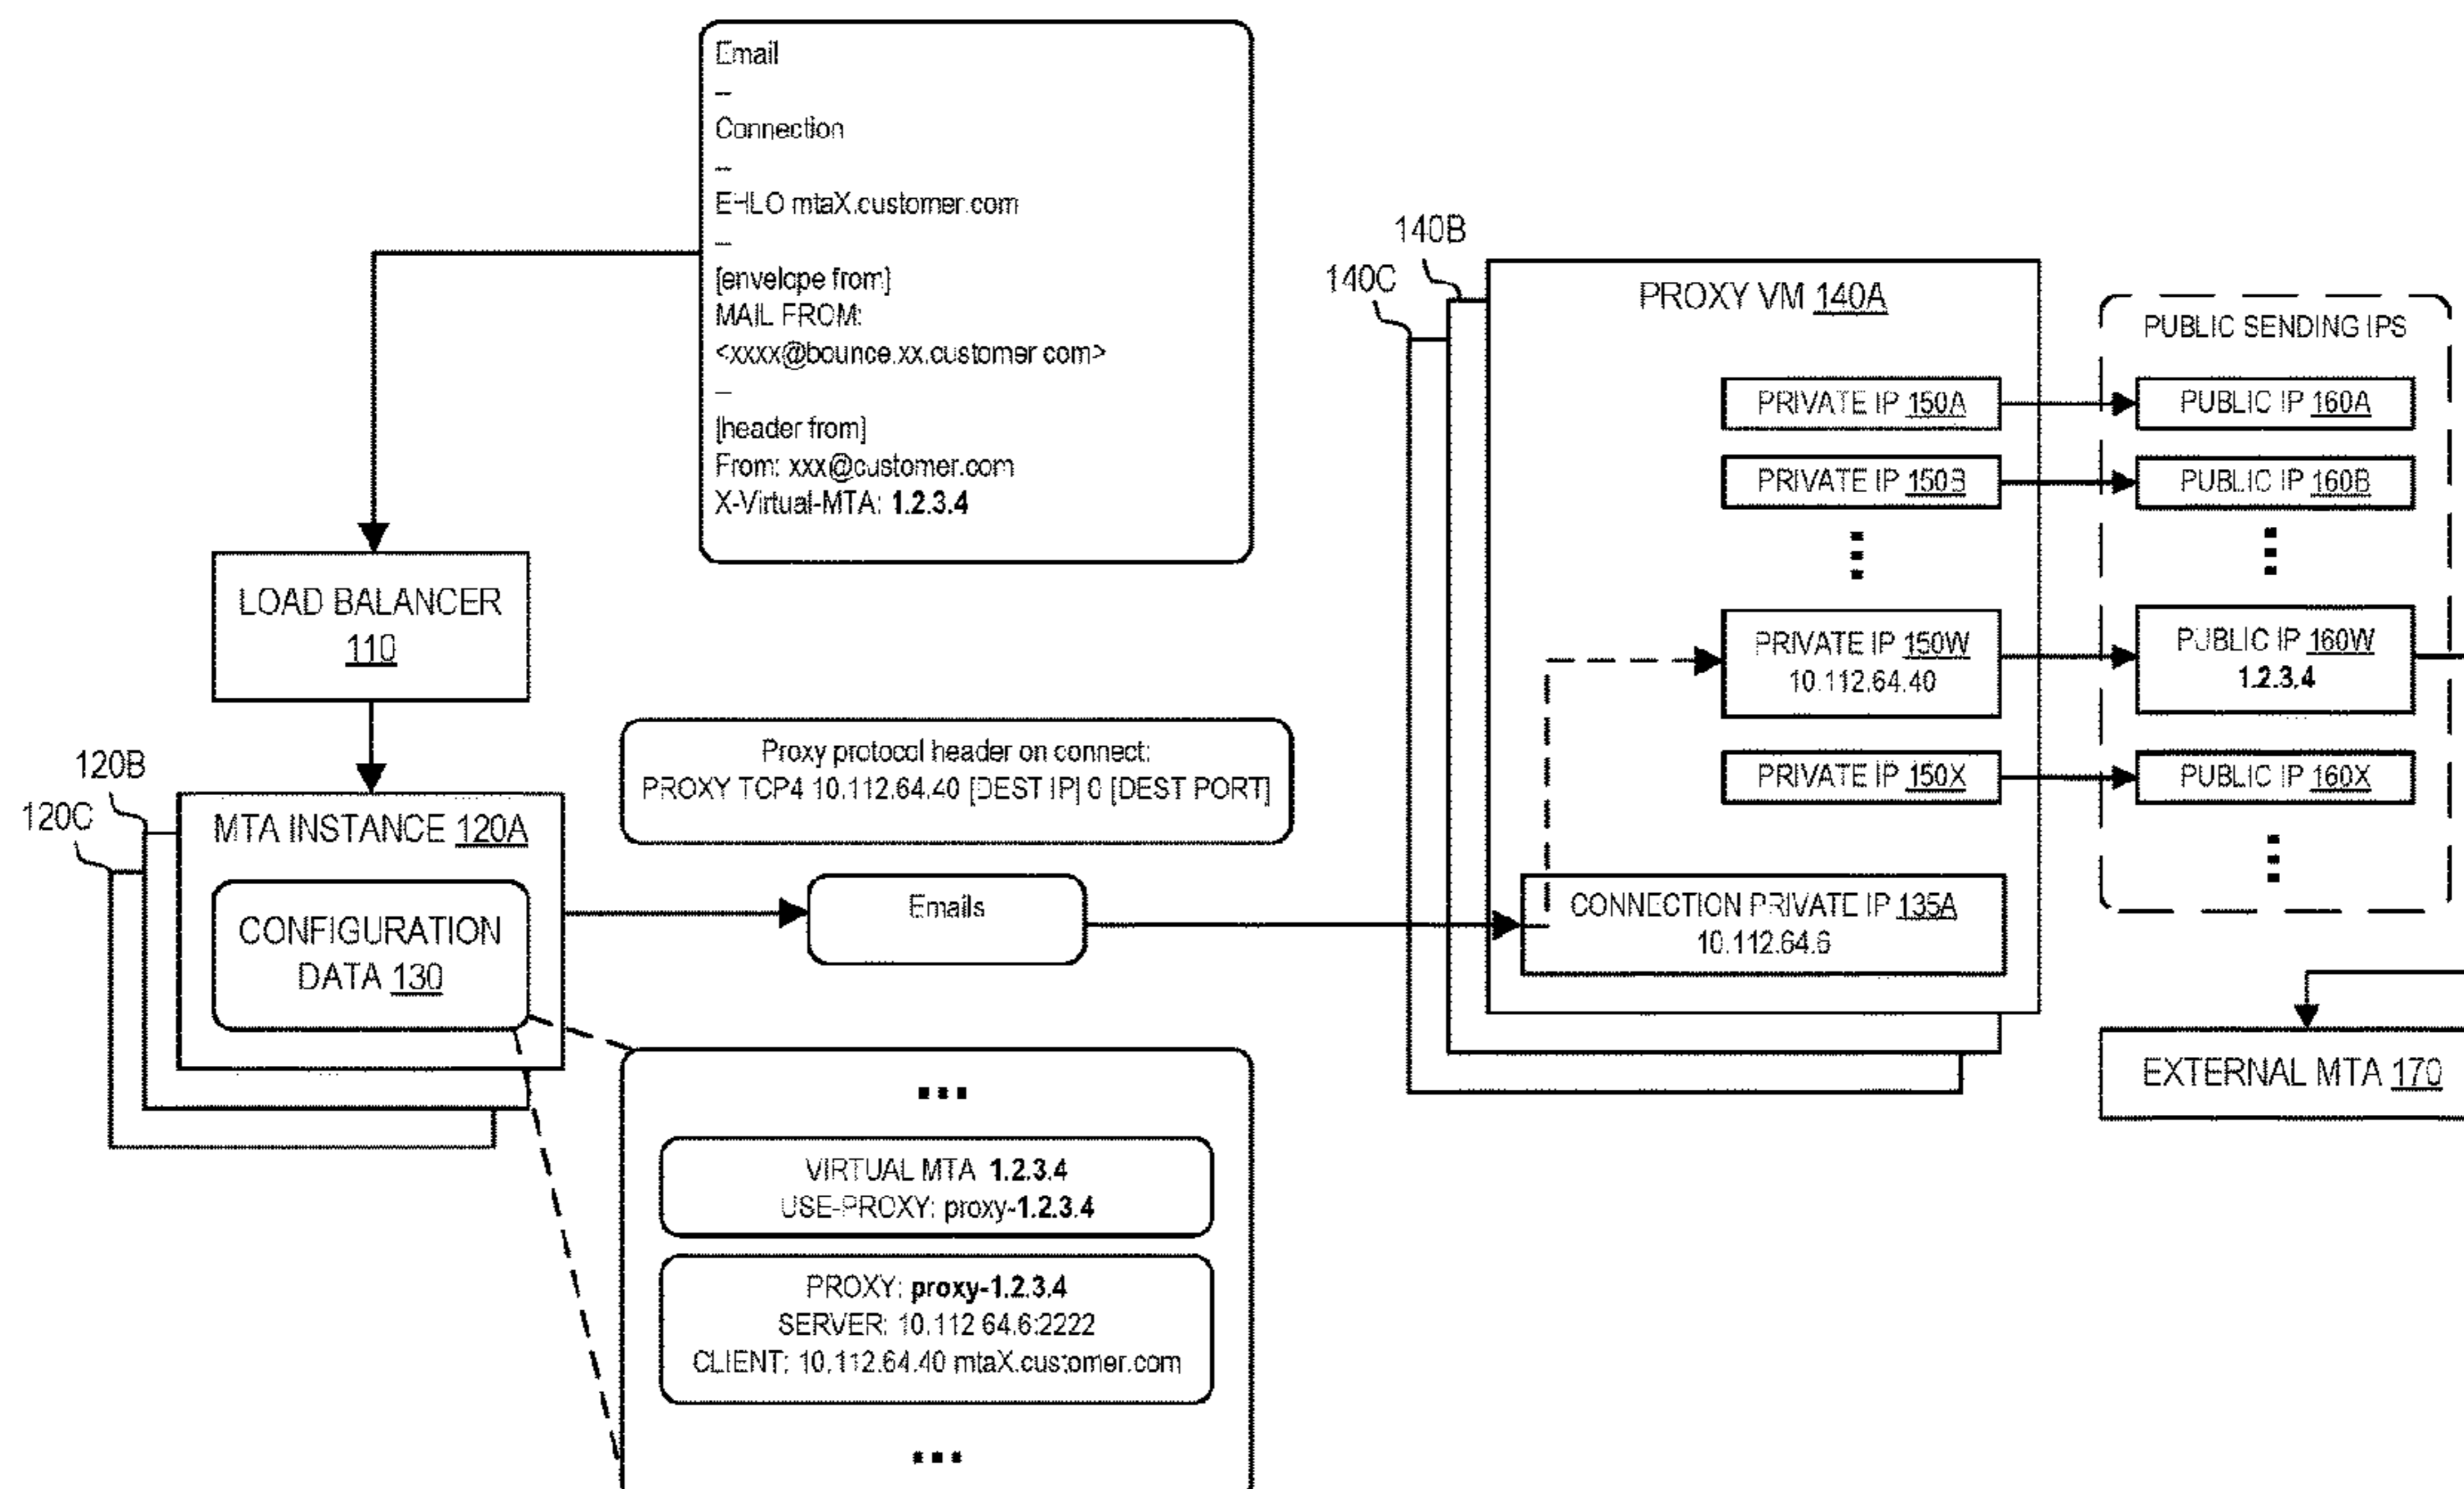 Email
–
Connection
–
EHLO mtaX.customer.com
–
[envelope from]
MAIL FROM:
<xxxx@bounce.xx.customer.com>
–
[header from]
From: xxx@customer.com
X-Virtual-MTA: 1.2.3.4
LOAD BALANCER
110
120B
120C
MTA INSTANCE 120A
CONFIGURATION
DATA 130
Proxy protocol header on connect:
PROXY TCP4 10.112.64.40 [DEST IP] 0 [DEST PORT]
Emails
...
VIRTUAL MTA 1.2.3.4
USE-PROXY: proxy-1.2.3.4
PROXY: proxy-1.2.3.4
SERVER: 10.112.64.6:2222
CLIENT: 10.112.64.40 mtaX.customer.com
...
140B
140C
PROXY VM 140A
PRIVATE IP 150A
PRIVATE IP 150B
PRIVATE IP 150W
10.112.64.40
PRIVATE IP 150X
CONNECTION PRIVATE IP 135A
10.112.64.6
PUBLIC SENDING IPS
PUBLIC IP 160A
PUBLIC IP 160B
PUBLIC IP 160W
1.2.3.4
PUBLIC IP 160X
EXTERNAL MTA 170